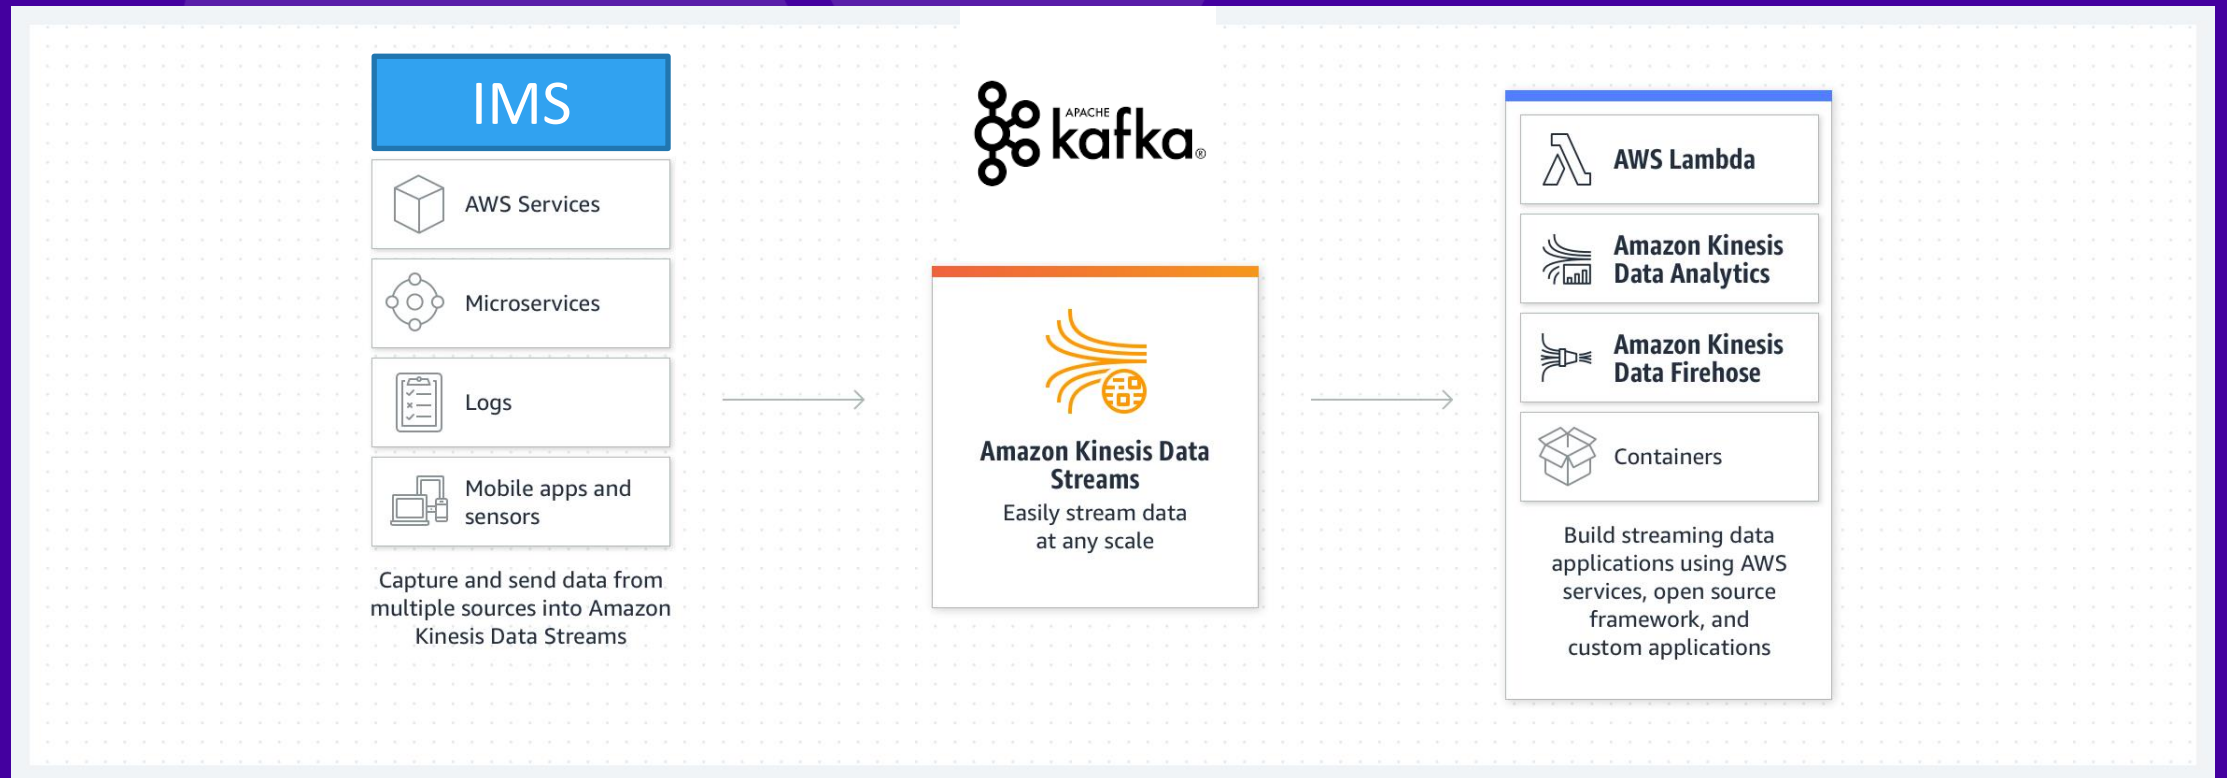 IMS
AWS Services
Microservices
Logs
Mobile apps and
sensors
Capture and send data from
multiple sources into Amazon
Kinesis Data Streams
APACHE
kafka®
Amazon Kinesis Data
Streams
Easily stream data
at any scale
AWS Lambda
Amazon Kinesis
Data Analytics
Amazon Kinesis
Data Firehose
Containers
Build streaming data
applications using AWS
services, open source
framework, and
custom applications